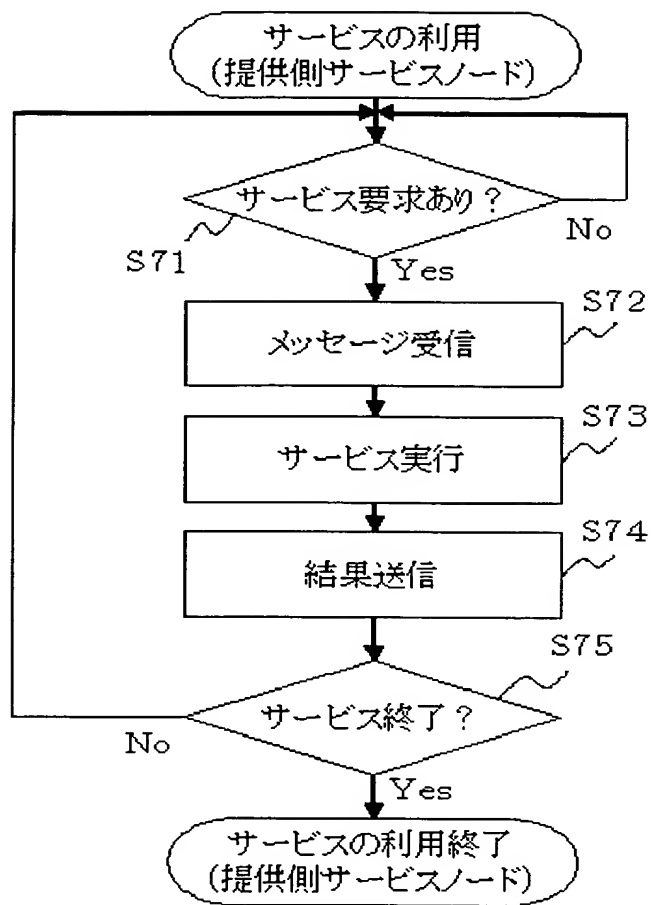 サービスの利用
(提供側サービスノード)
サービス要求あり?
No
S71
Yes
S72
メッセージ受信
S73
サービス実行
S74
結果送信
S75
サービス終了?
No
Yes
サービスの利用終了
(提供側サービスノード)